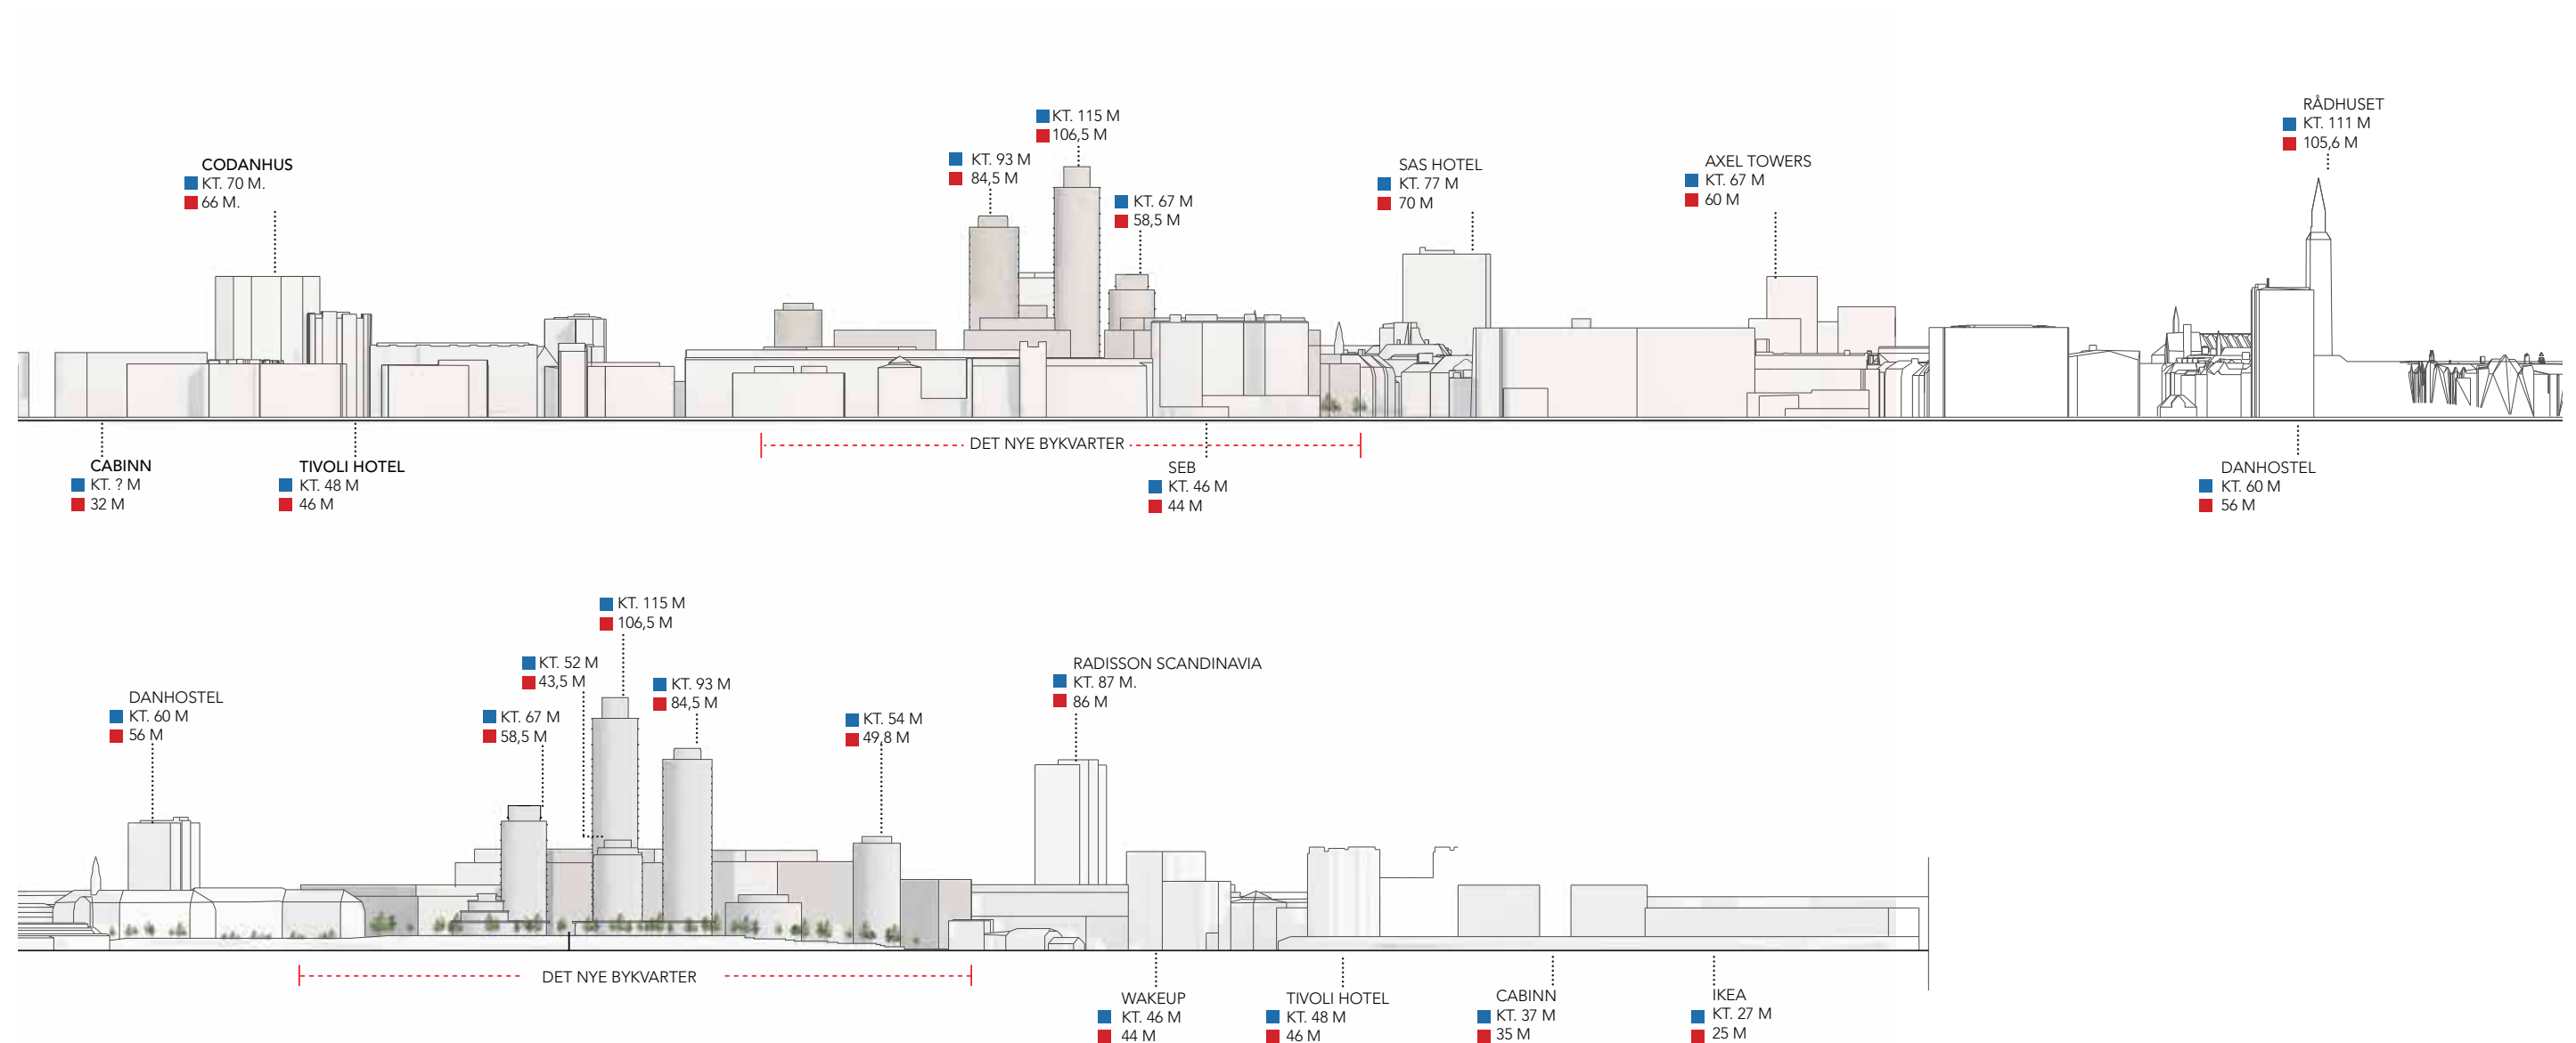 CODANHUS
KT. 70 M.
66 M.
KT. 93 M
84,5 M
KT. 115 M
106,5 M
KT. 67 M
58,5 M
SAS HOTEL
KT. 77 M
70 M
AXEL TOWERS
KT. 67 M
60 M
RÅDHUSET
KT. 111 M
105,6 M
CABINN
KT. ? M
32 M
TIVOLI HOTEL
KT. 48 M
46 M
DET NYE BYKVARTER
SEB
KT. 46 M
44 M
DANHOSTEL
KT. 60 M
56 M
DANHOSTEL
KT. 60 M
56 M
KT. 67 M
58,5 M
KT. 52 M
43,5 M
KT. 115 M
106,5 M
KT. 93 M
84,5 M
KT. 54 M
49,8 M
RADISSON SCANDINAVIA
KT. 87 M.
86 M
DET NYE BYKVARTER
WAKEUP
KT. 46 M
44 M
TIVOLI HOTEL
KT. 48 M
46 M
CABINN
KT. 37 M
35 M
IKEA
KT. 27 M
25 M